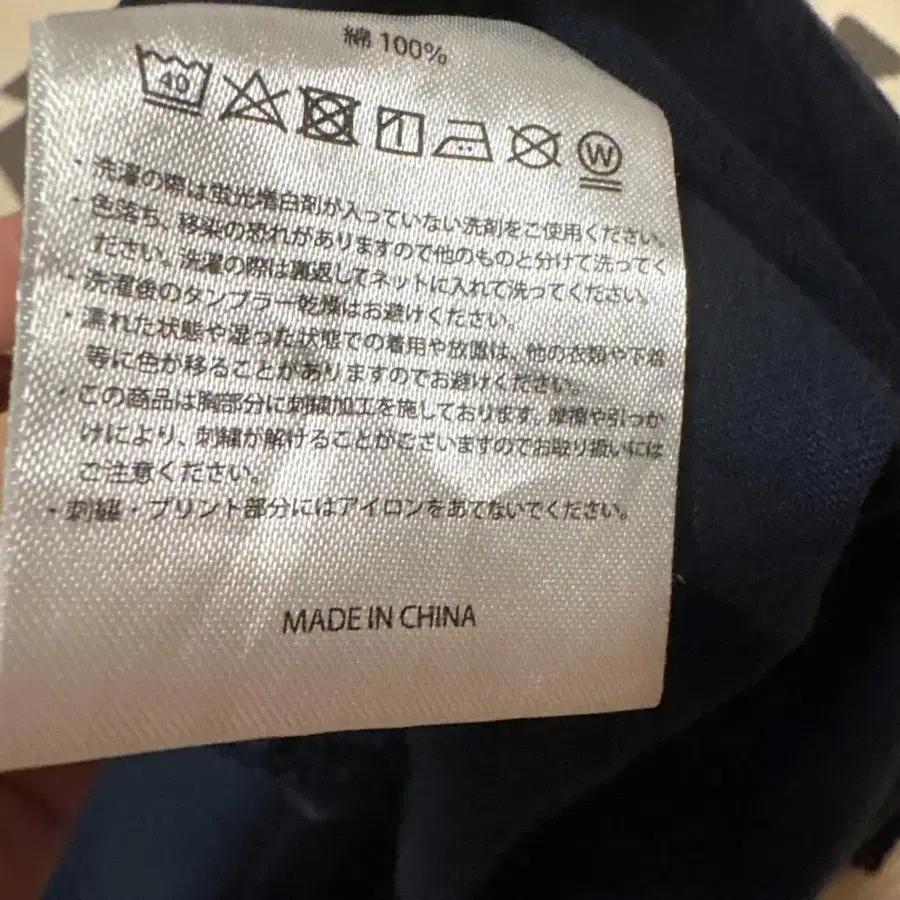 綿 100%
40
W
・洗濯の際は蛍光増白剤が入っていない洗剤をご使用ください。
・色落ち、移染の恐れがありますので他のものと分けて洗ってく
ださい。洗濯の際は裏返してネットに入れて洗ってください。
・洗濯後のタンブラー乾燥はお避けください。
・濡れた状態や湿った状態での着用や放置は、他の衣類や下着
等に色が移ることがありますのでお避けください。
・この商品は胸部分に刺繍加工を施しております。摩擦や引っか
けにより、刺繍が解けることがございますのでお取り扱いには
ご注意ください。
・刺繍・プリント部分にはアイロンをあてないでください。
MADE IN CHINA